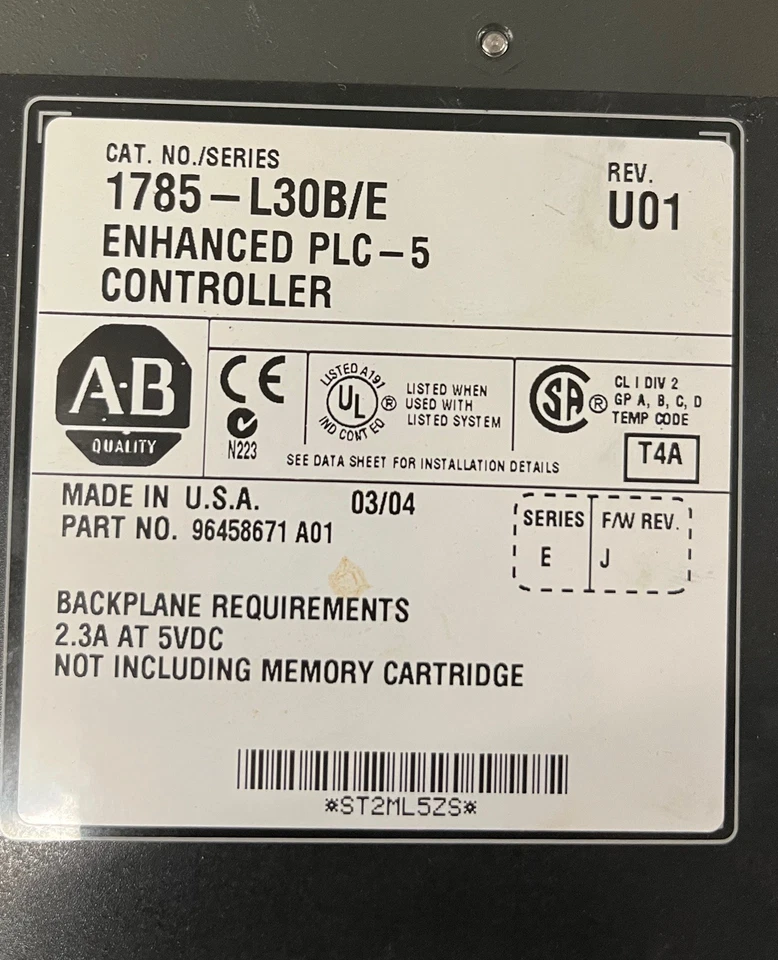 CAT. NO./SERIES
1785-L30B/E
REV.
U01
ENHANCED PLC-5
CONTROLLER
A·B
QUALITY
CE
N223
LISTED A191
UL ®
IND CONT EQ
LISTED WHEN
USED WITH
LISTED SYSTEM
SA ®
CL I DIV 2
GP A, B, C, D
TEMP CODE
T4A
SEE DATA SHEET FOR INSTALLATION DETAILS
MADE IN U.S.A. 03/04
PART NO. 96458671 A01
SERIES F/W REV.
E J
BACKPLANE REQUIREMENTS
2.3A AT 5VDC
NOT INCLUDING MEMORY CARTRIDGE
*ST2ML5ZS*